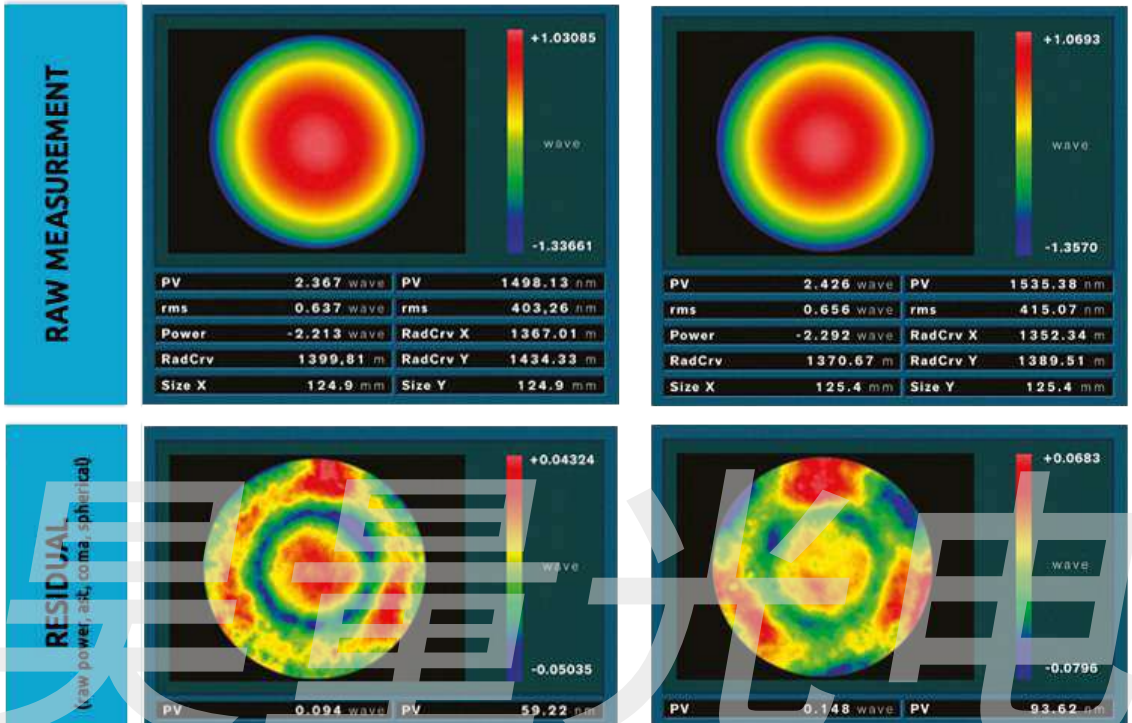 RAW MEASUREMENT
+1.03085
wave
-1.33661
PV 2.367 wave PV 1498.13 nm
rms 0.637 wave rms 403,26 nm
Power -2.213 wave RadCrv X 1367.01 m
RadCrv 1399,81 m RadCrv Y 1434.33 m
Size X 124.9 mm Size Y 124.9 mm
+1.0693
wave
-1.3570
PV 2.426 wave PV 1535.38 nm
rms 0.656 wave rms 415.07 nm
Power -2.292 wave RadCrv X 1352.34 m
RadCrv 1370.67 m RadCrv Y 1389.51 m
Size X 125.4 mm Size Y 125.4 mm
RESIDUAL
(raw power, ast, coma, spherical)
+0.04324
wave
-0.05035
PV 0.094 wave PV 59.22 nm
+0.0683
wave
-0.0796
PV 0.148 wave PV 93.62 nm
昊量光电